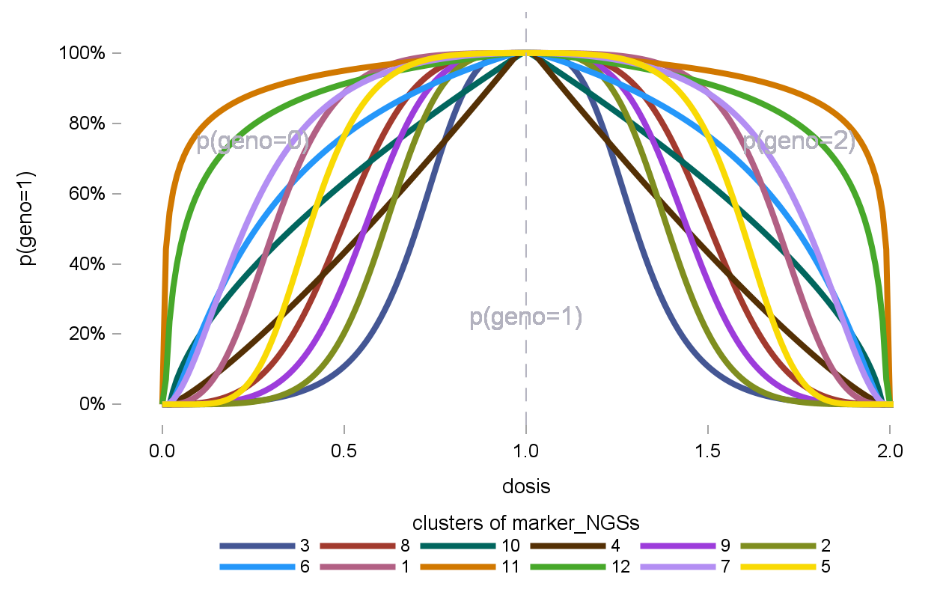 100%
80%
60%
40%
20%
0%
p(geno=1)
p(geno=0)
p(geno=2)
p(geno=1)
0.0 0.5 1.0 1.5 2.0
dosis
clusters of marker_NGSs
3 8 10 4 9 2
6 1 11 12 7 5